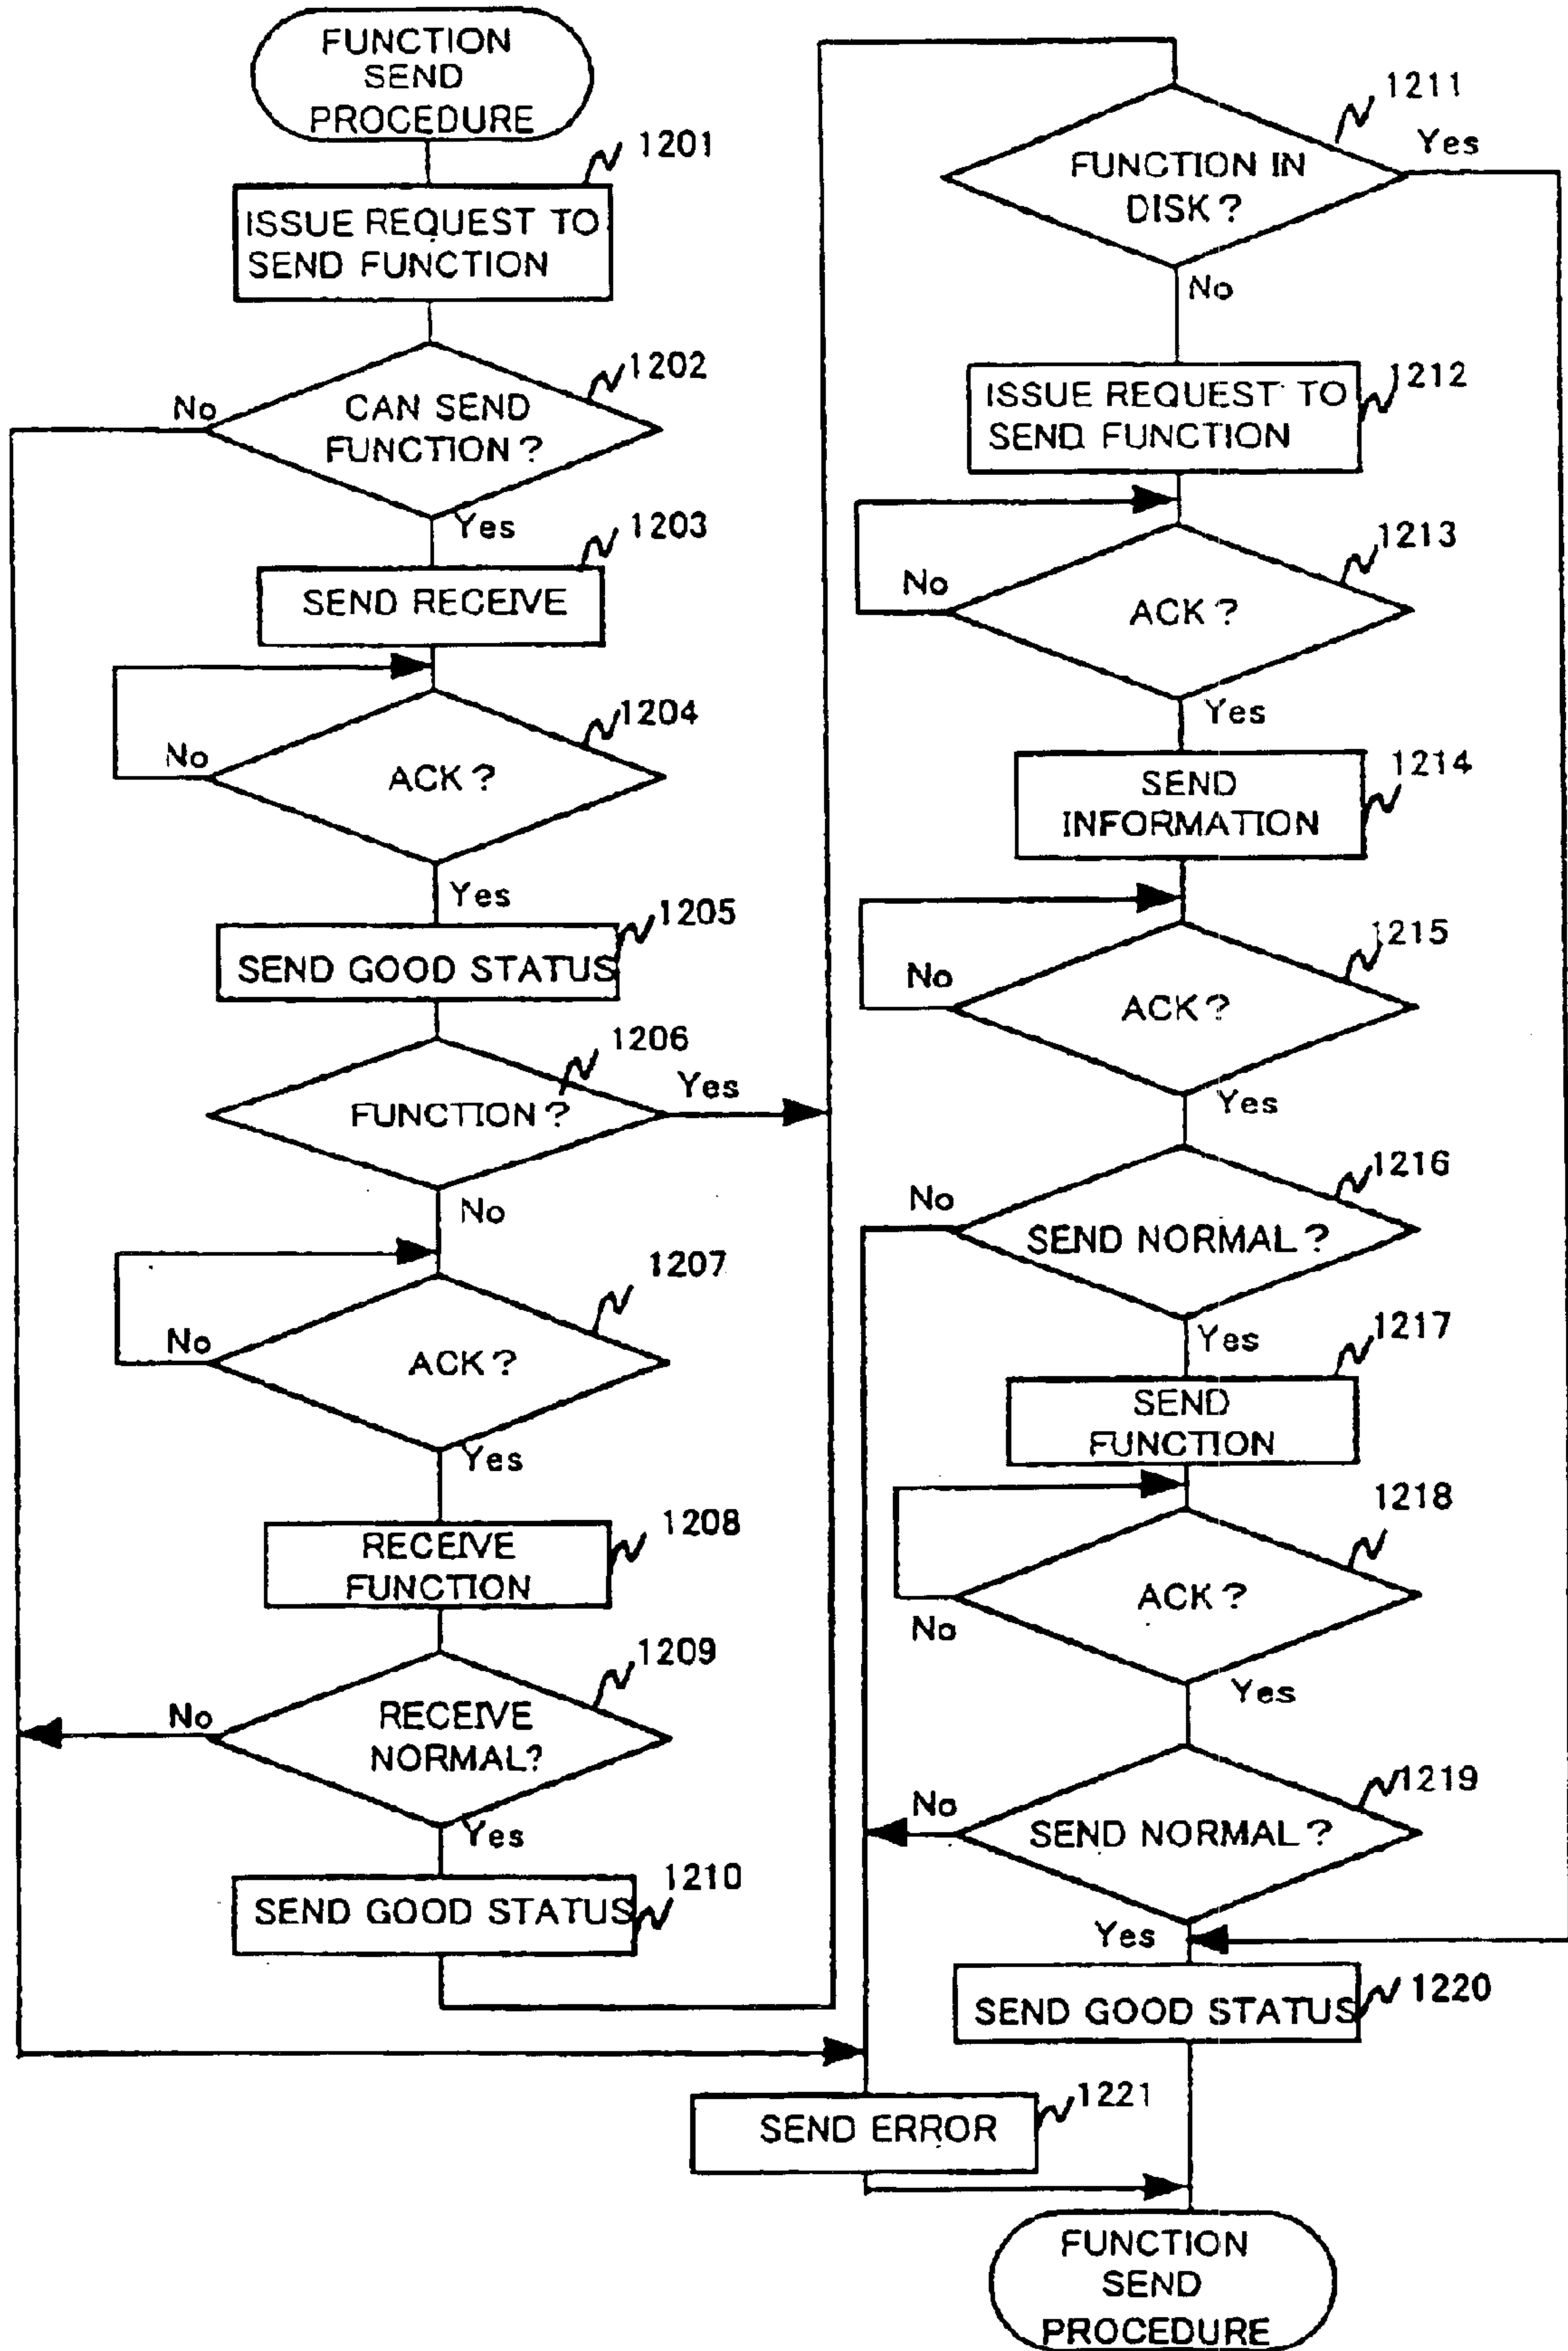 FUNCTION
SEND
PROCEDURE
1201
ISSUE REQUEST TO
SEND FUNCTION
1202
No
CAN SEND
FUNCTION?
Yes
1203
SEND RECEIVE
1204
No
ACK?
Yes
1205
SEND GOOD STATUS
1206
FUNCTION?
Yes
No
1207
No
ACK?
Yes
1208
RECEIVE
FUNCTION
1209
No
RECEIVE
NORMAL?
Yes
1210
SEND GOOD STATUS
1211
Yes
FUNCTION IN
DISK?
No
1212
ISSUE REQUEST TO
SEND FUNCTION
1213
No
ACK?
Yes
1214
SEND
INFORMATION
1215
No
ACK?
Yes
1216
No
SEND NORMAL?
Yes
1217
SEND
FUNCTION
1218
ACK?
No
Yes
1219
No
SEND NORMAL?
Yes
1220
SEND GOOD STATUS
1221
SEND ERROR
FUNCTION
SEND
PROCEDURE